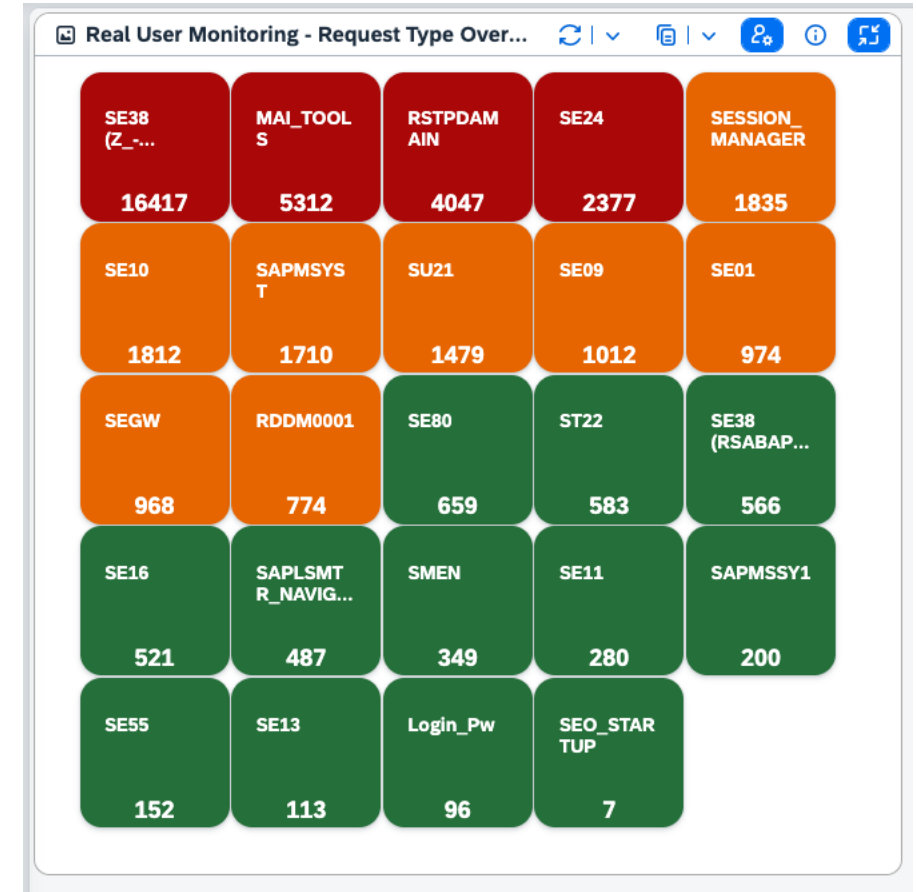 Real User Monitoring - Request Type Over...
SE38
(Z_-...
16417
MAI_TOOL
S
5312
RSTPDAM
AIN
4047
SE24
2377
SESSION_
MANAGER
1835
SE10
1812
SAPMSYS
T
1710
SU21
1479
SE09
1012
SE01
974
SEGW
968
RDDM0001
774
SE80
659
ST22
583
SE38
(RSABAP...
566
SE16
521
SAPLSMT
R_NAVIG...
487
SMEN
349
SE11
280
SAPMSSY1
200
SE55
152
SE13
113
Login_Pw
96
SEO_STAR
TUP
7